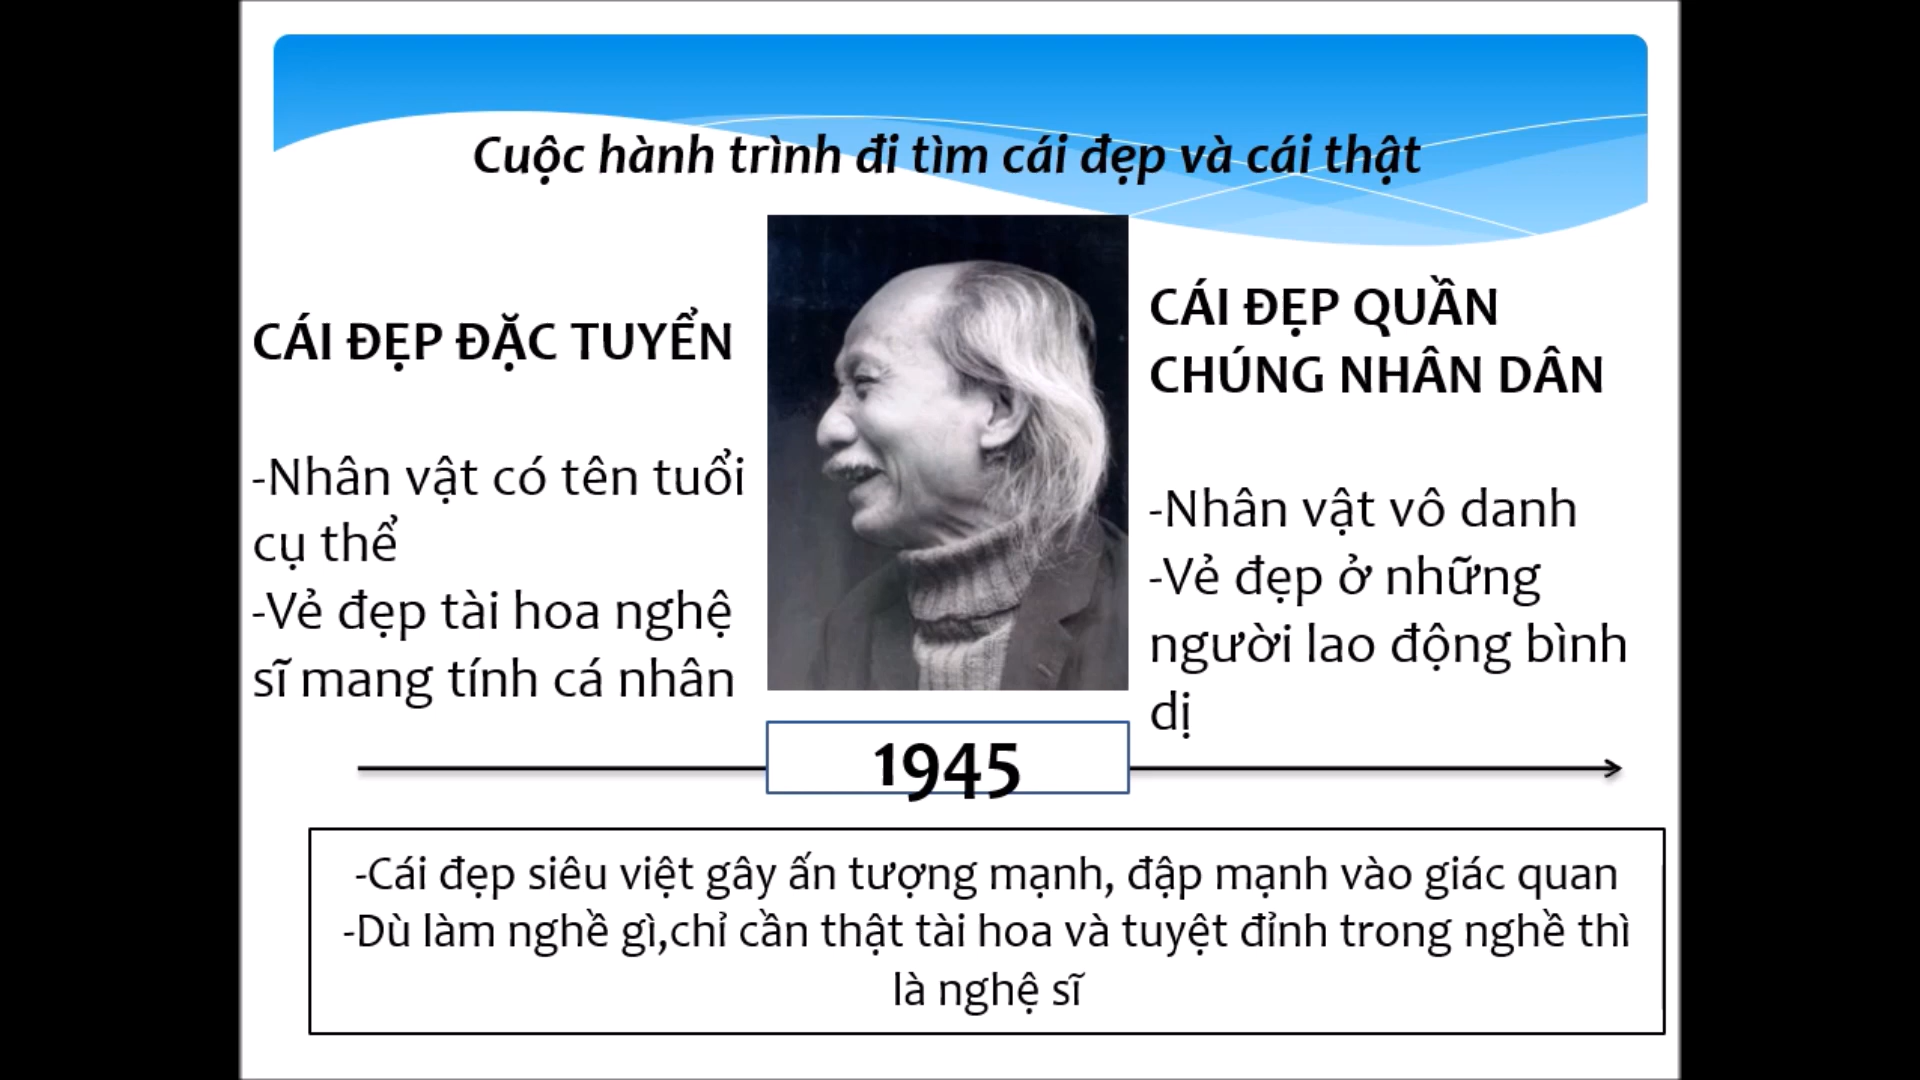 Cuộc hành trình đi tìm cái đẹp và cái thật
CÁI ĐẸP ĐẶC TUYỂN
-Nhân vật có tên tuổi
cụ thể
-Vẻ đẹp tài hoa nghệ
sĩ mang tính cá nhân
CÁI ĐẸP QUẦN
CHÚNG NHÂN DÂN
-Nhân vật vô danh
-Vẻ đẹp ở những
người lao động bình
dị
1945
-Cái đẹp siêu việt gây ấn tượng mạnh, đập mạnh vào giác quan
-Dù làm nghề gì,chỉ cần thật tài hoa và tuyệt đỉnh trong nghề thì
là nghệ sĩ